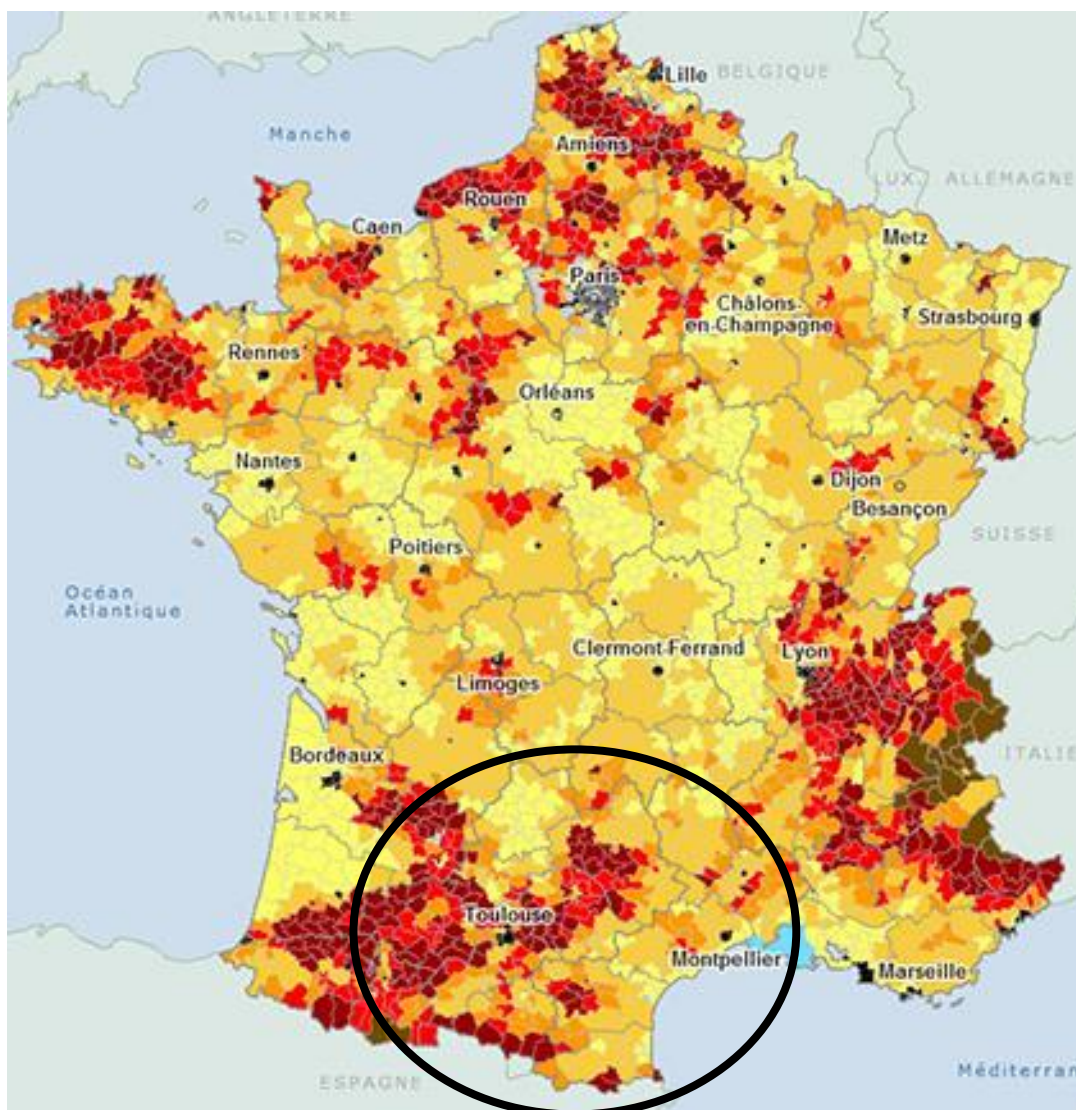 ANGLETERRE
Lille
BELGIQUE
Manche
Amiens
LUX.
ALLEMAGNE
Rouen
Caen
Metz
Paris
Châlons-
en-Champagne
Strasbourg
Rennes
Orléans
Nantes
Dijon
Besançon
SUISSE
Poitiers
Océan
Atlantique
Clermont-Ferrand
Lyon
Limoges
Bordeaux
ITALIE
Toulouse
Montpellier
Marseille
ESPAGNE
Méditerran